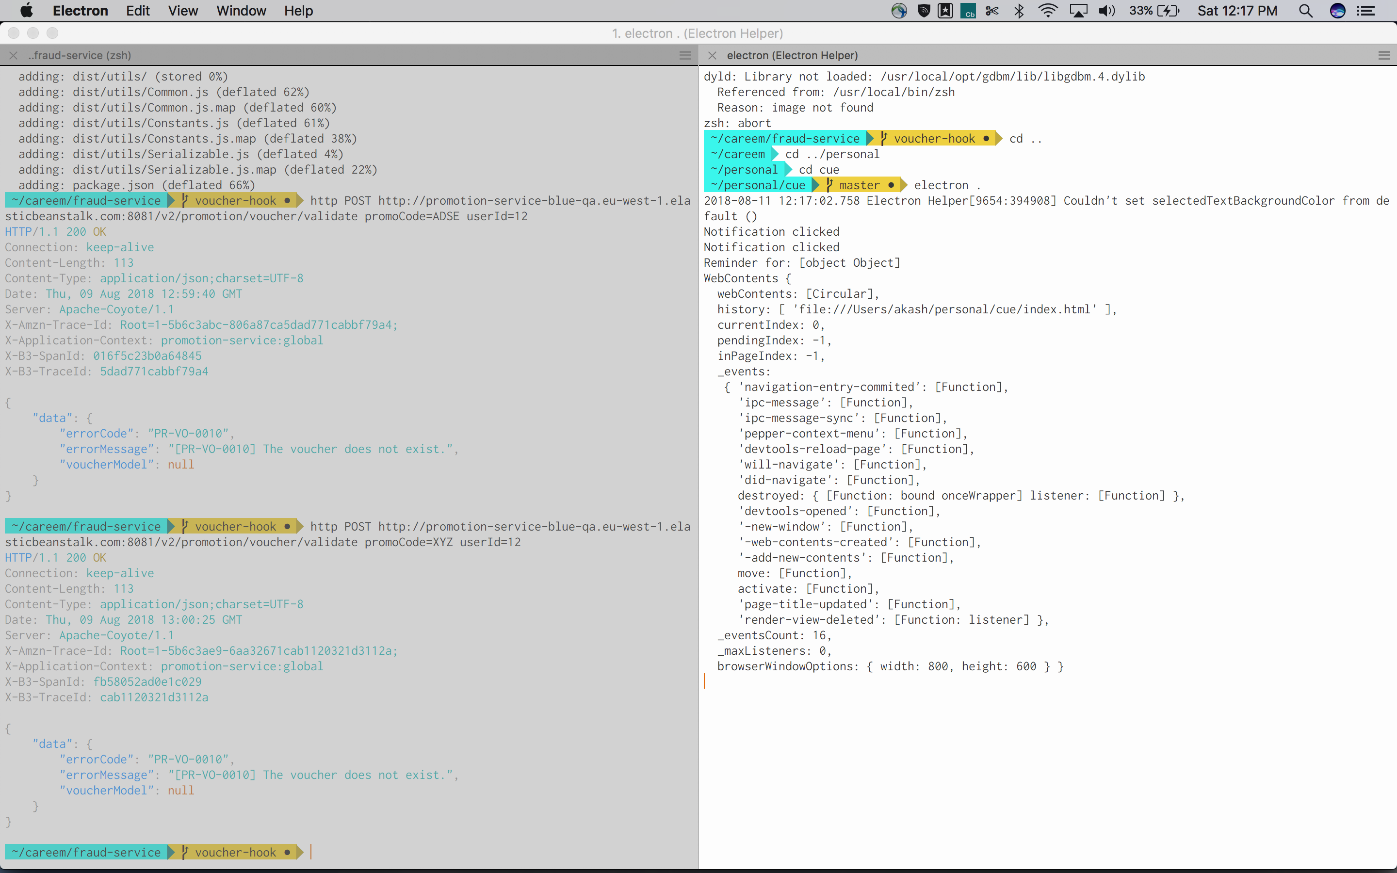 Electron Edit View Window Help 33% Sat 12:17 PM
1. electron . (Electron Helper)
..fraud-service (zsh)
adding: dist/utils/ (stored 0%)
adding: dist/utils/Common.js (deflated 62%)
adding: dist/utils/Common.js.map (deflated 60%)
adding: dist/utils/Constants.js (deflated 61%)
adding: dist/utils/Constants.js.map (deflated 38%)
adding: dist/utils/Serializable.js (deflated 4%)
adding: dist/utils/Serializable.js.map (deflated 22%)
adding: package.json (deflated 66%)
~/careem/fraud-service voucher-hook ● http POST http://promotion-service-blue-qa.eu-west-1.ela
sticbeanstalk.com:8081/v2/promotion/voucher/validate promoCode=ADSE userId=12
HTTP/1.1 200 OK
Connection: keep-alive
Content-Length: 113
Content-Type: application/json;charset=UTF-8
Date: Thu, 09 Aug 2018 12:59:40 GMT
Server: Apache-Coyote/1.1
X-Amzn-Trace-Id: Root=1-5b6c3abc-806a87ca5dad771cabbf79a4;
X-Application-Context: promotion-service:global
X-B3-SpanId: 016f5c23b0a64845
X-B3-TraceId: 5dad771cabbf79a4
{
"data": {
"errorCode": "PR-VO-0010",
"errorMessage": "[PR-VO-0010] The voucher does not exist.",
"voucherModel": null
}
}
~/careem/fraud-service voucher-hook ● http POST http://promotion-service-blue-qa.eu-west-1.ela
sticbeanstalk.com:8081/v2/promotion/voucher/validate promoCode=XYZ userId=12
HTTP/1.1 200 OK
Connection: keep-alive
Content-Length: 113
Content-Type: application/json;charset=UTF-8
Date: Thu, 09 Aug 2018 13:00:25 GMT
Server: Apache-Coyote/1.1
X-Amzn-Trace-Id: Root=1-5b6c3ae9-6aa32671cab1120321d3112a;
X-Application-Context: promotion-service:global
X-B3-SpanId: fb58052ad0e1c029
X-B3-TraceId: cab1120321d3112a
{
"data": {
"errorCode": "PR-VO-0010",
"errorMessage": "[PR-VO-0010] The voucher does not exist.",
"voucherModel": null
}
}
~/careem/fraud-service voucher-hook ●
electron (Electron Helper)
dyld: Library not loaded: /usr/local/opt/gdbm/lib/libgdbm.4.dylib
Referenced from: /usr/local/bin/zsh
Reason: image not found
zsh: abort
~/careem/fraud-service voucher-hook ● cd ..
~/careem cd ../personal
~/personal cd cue
~/personal/cue master ● electron .
2018-08-11 12:17:02.758 Electron Helper[9654:394908] Couldn't set selectedTextBackgroundColor from de
fault ()
Notification clicked
Notification clicked
Reminder for: [object Object]
WebContents {
webContents: [Circular],
history: [ 'file:///Users/akash/personal/cue/index.html' ],
currentIndex: 0,
pendingIndex: -1,
inPageIndex: -1,
_events:
{ 'navigation-entry-commited': [Function],
'ipc-message': [Function],
'ipc-message-sync': [Function],
'pepper-context-menu': [Function],
'devtools-reload-page': [Function],
'will-navigate': [Function],
'did-navigate': [Function],
destroyed: { [Function: bound onceWrapper] listener: [Function] },
'devtools-opened': [Function],
'-new-window': [Function],
'-web-contents-created': [Function],
'-add-new-contents': [Function],
move: [Function],
activate: [Function],
'page-title-updated': [Function],
'render-view-deleted': [Function: listener] },
_eventsCount: 16,
_maxListeners: 0,
browserWindowOptions: { width: 800, height: 600 } }